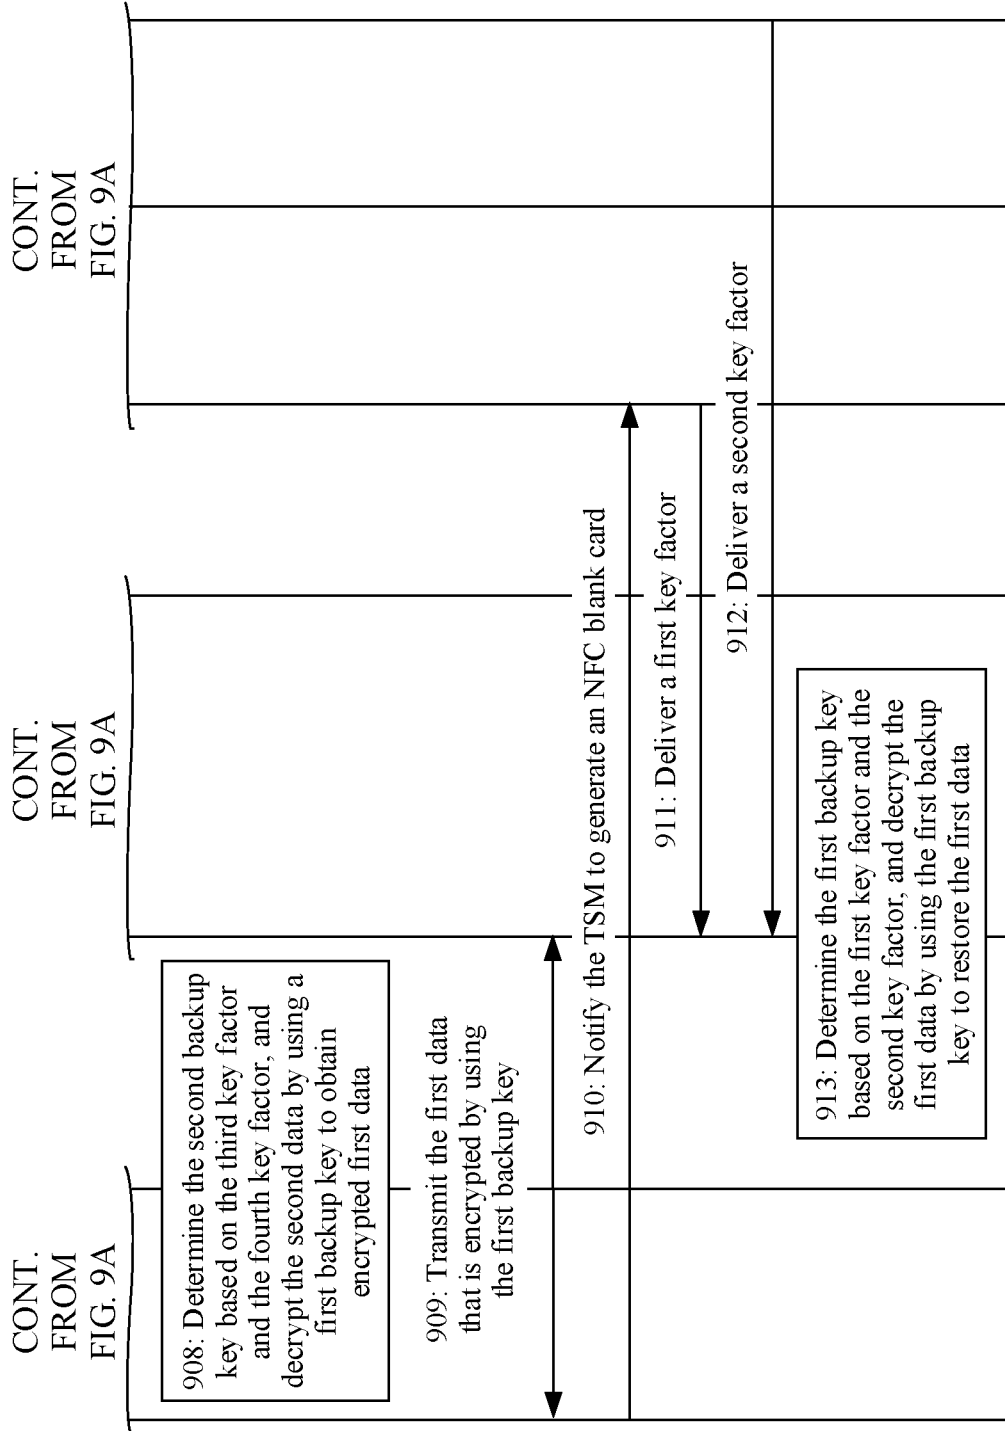 CONT.
FROM
FIG. 9A
CONT.
FROM
FIG. 9A
CONT.
FROM
FIG. 9A
908: Determine the second backup
key based on the third key factor
and the fourth key factor, and
decrypt the second data by using a
first backup key to obtain
encrypted first data
909: Transmit the first data
that is encrypted by using
the first backup key
910: Notify the TSM to generate an NFC blank card
911: Deliver a first key factor
912: Deliver a second key factor
913: Determine the first backup key
based on the first key factor and the
second key factor, and decrypt the
first data by using the first backup
key to restore the first data